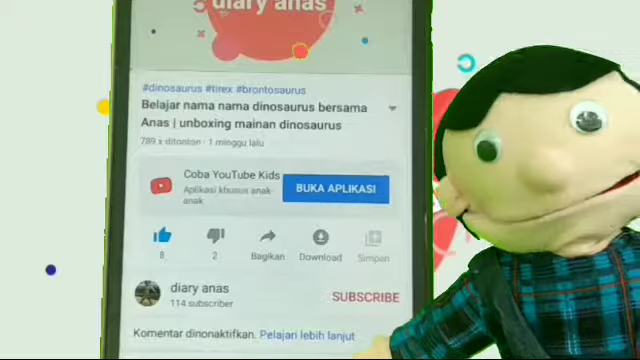 diary anas
#dinosaurus #tirex #brontosaurus
Belajar nama nama dinosaurus bersama
Anas | unboxing mainan dinosaurus
789 x ditonton · 1 minggu lalu
Coba YouTube Kids
Aplikasi khusus anak-
anak
BUKA APLIKASI
8
2
Bagikan
Download
Simpan
diary anas
114 subscriber
SUBSCRIBE
Komentar dinonaktifkan. Pelajari lebih lanjut